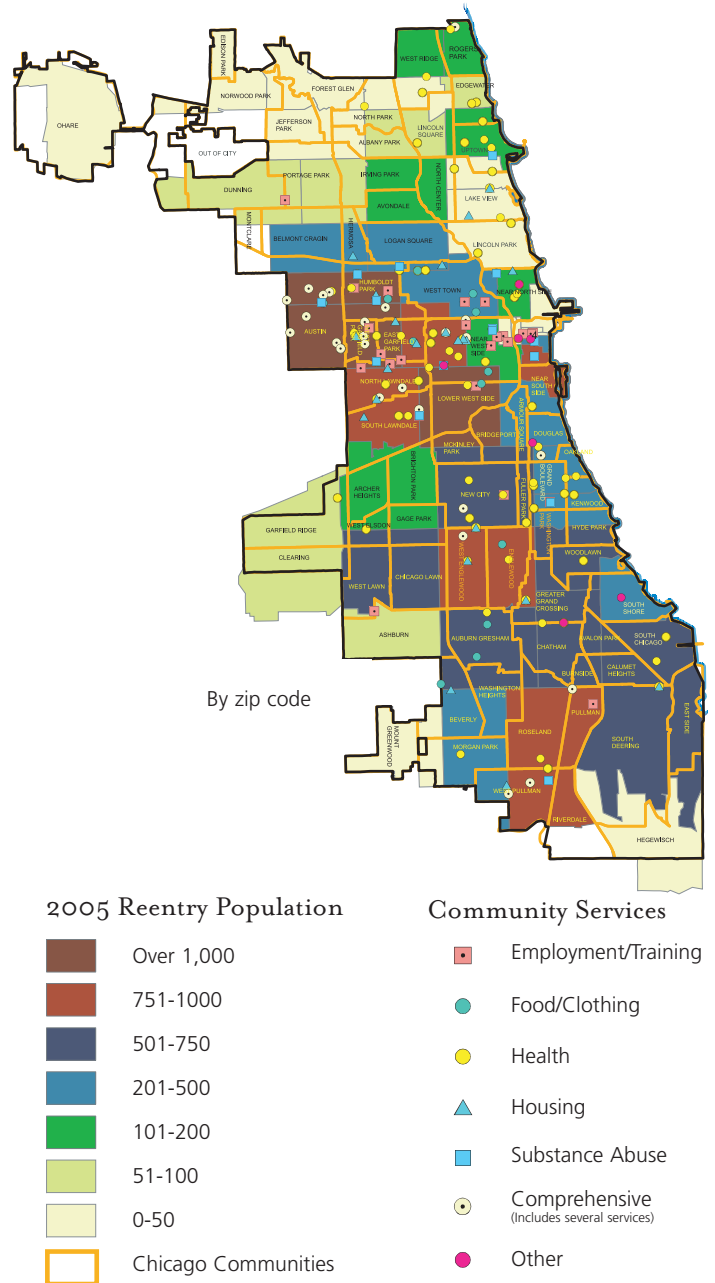 EDISON PARK
ROGERS
PARK
WEST RIDGE
NORWOOD PARK
FOREST GLEN
EDGEWATER
OHARE
JEFFERSON
PARK
NORTH PARK
LINCOLN
SQUARE
ALBANY PARK
UPTOWN
OUT OF CITY
PORTAGE PARK
IRVING PARK
NORTH CENTER
DUNNING
LAKE VIEW
AVONDALE
MONTCLARE
HERMOSA
BELMONT CRAGIN
LOGAN SQUARE
LINCOLN PARK
HUMBOLDT
PARK
WEST TOWN
NEAR NORTH SIDE
AUSTIN
EAST
GARFIELD
PARK
NEAR
WEST
SIDE
4
NORTH LAWNDALE
NEAR
SOUTH
SIDE
LOWER WEST SIDE
ARMOUR SQUARE
SOUTH LAWNDALE
BRIDGEPORT
DOUGLAS
MCKINLEY
PARK
OAKLAND
BRIGHTON PARK
GRAND
BOULEVARD
ARCHER
HEIGHTS
NEW CITY
FULLER PARK
KENWOOD
GARFIELD RIDGE
WEST ELSDON
GAGE PARK
WASHINGTON
PARK
HYDE PARK
CLEARING
WOODLAWN
WEST LAWN
CHICAGO LAWN
WEST ENGLEWOOD
ENGLEWOOD
GREATER
GRAND
CROSSING
SOUTH
SHORE
ASHBURN
AUBURN GRESHAM
CHATHAM
AVALON PARK
SOUTH
CHICAGO
BURNSIDE
CALUMET
HEIGHTS
By zip code
WASHINGTON
HEIGHTS
MOUNT
GREENWOOD
BEVERLY
PULLMAN
EAST SIDE
ROSELAND
SOUTH
DEERING
MORGAN PARK
WEST PULLMAN
RIVERDALE
HEGEWISCH
2005 Reentry Population
Over 1,000
751-1000
501-750
201-500
101-200
51-100
0-50
Chicago Communities
Community Services
Employment/Training
Food/Clothing
Health
Housing
Substance Abuse
Comprehensive
(Includes several services)
Other